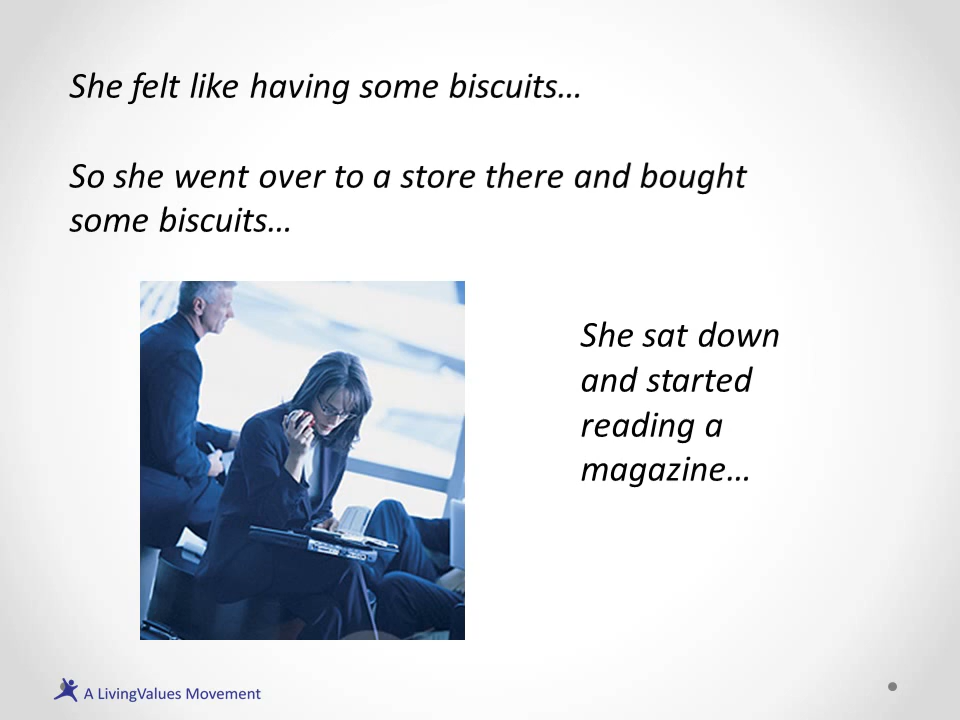 She felt like having some biscuits…
So she went over to a store there and bought
some biscuits…
She sat down
and started
reading a
magazine…
A LivingValues Movement